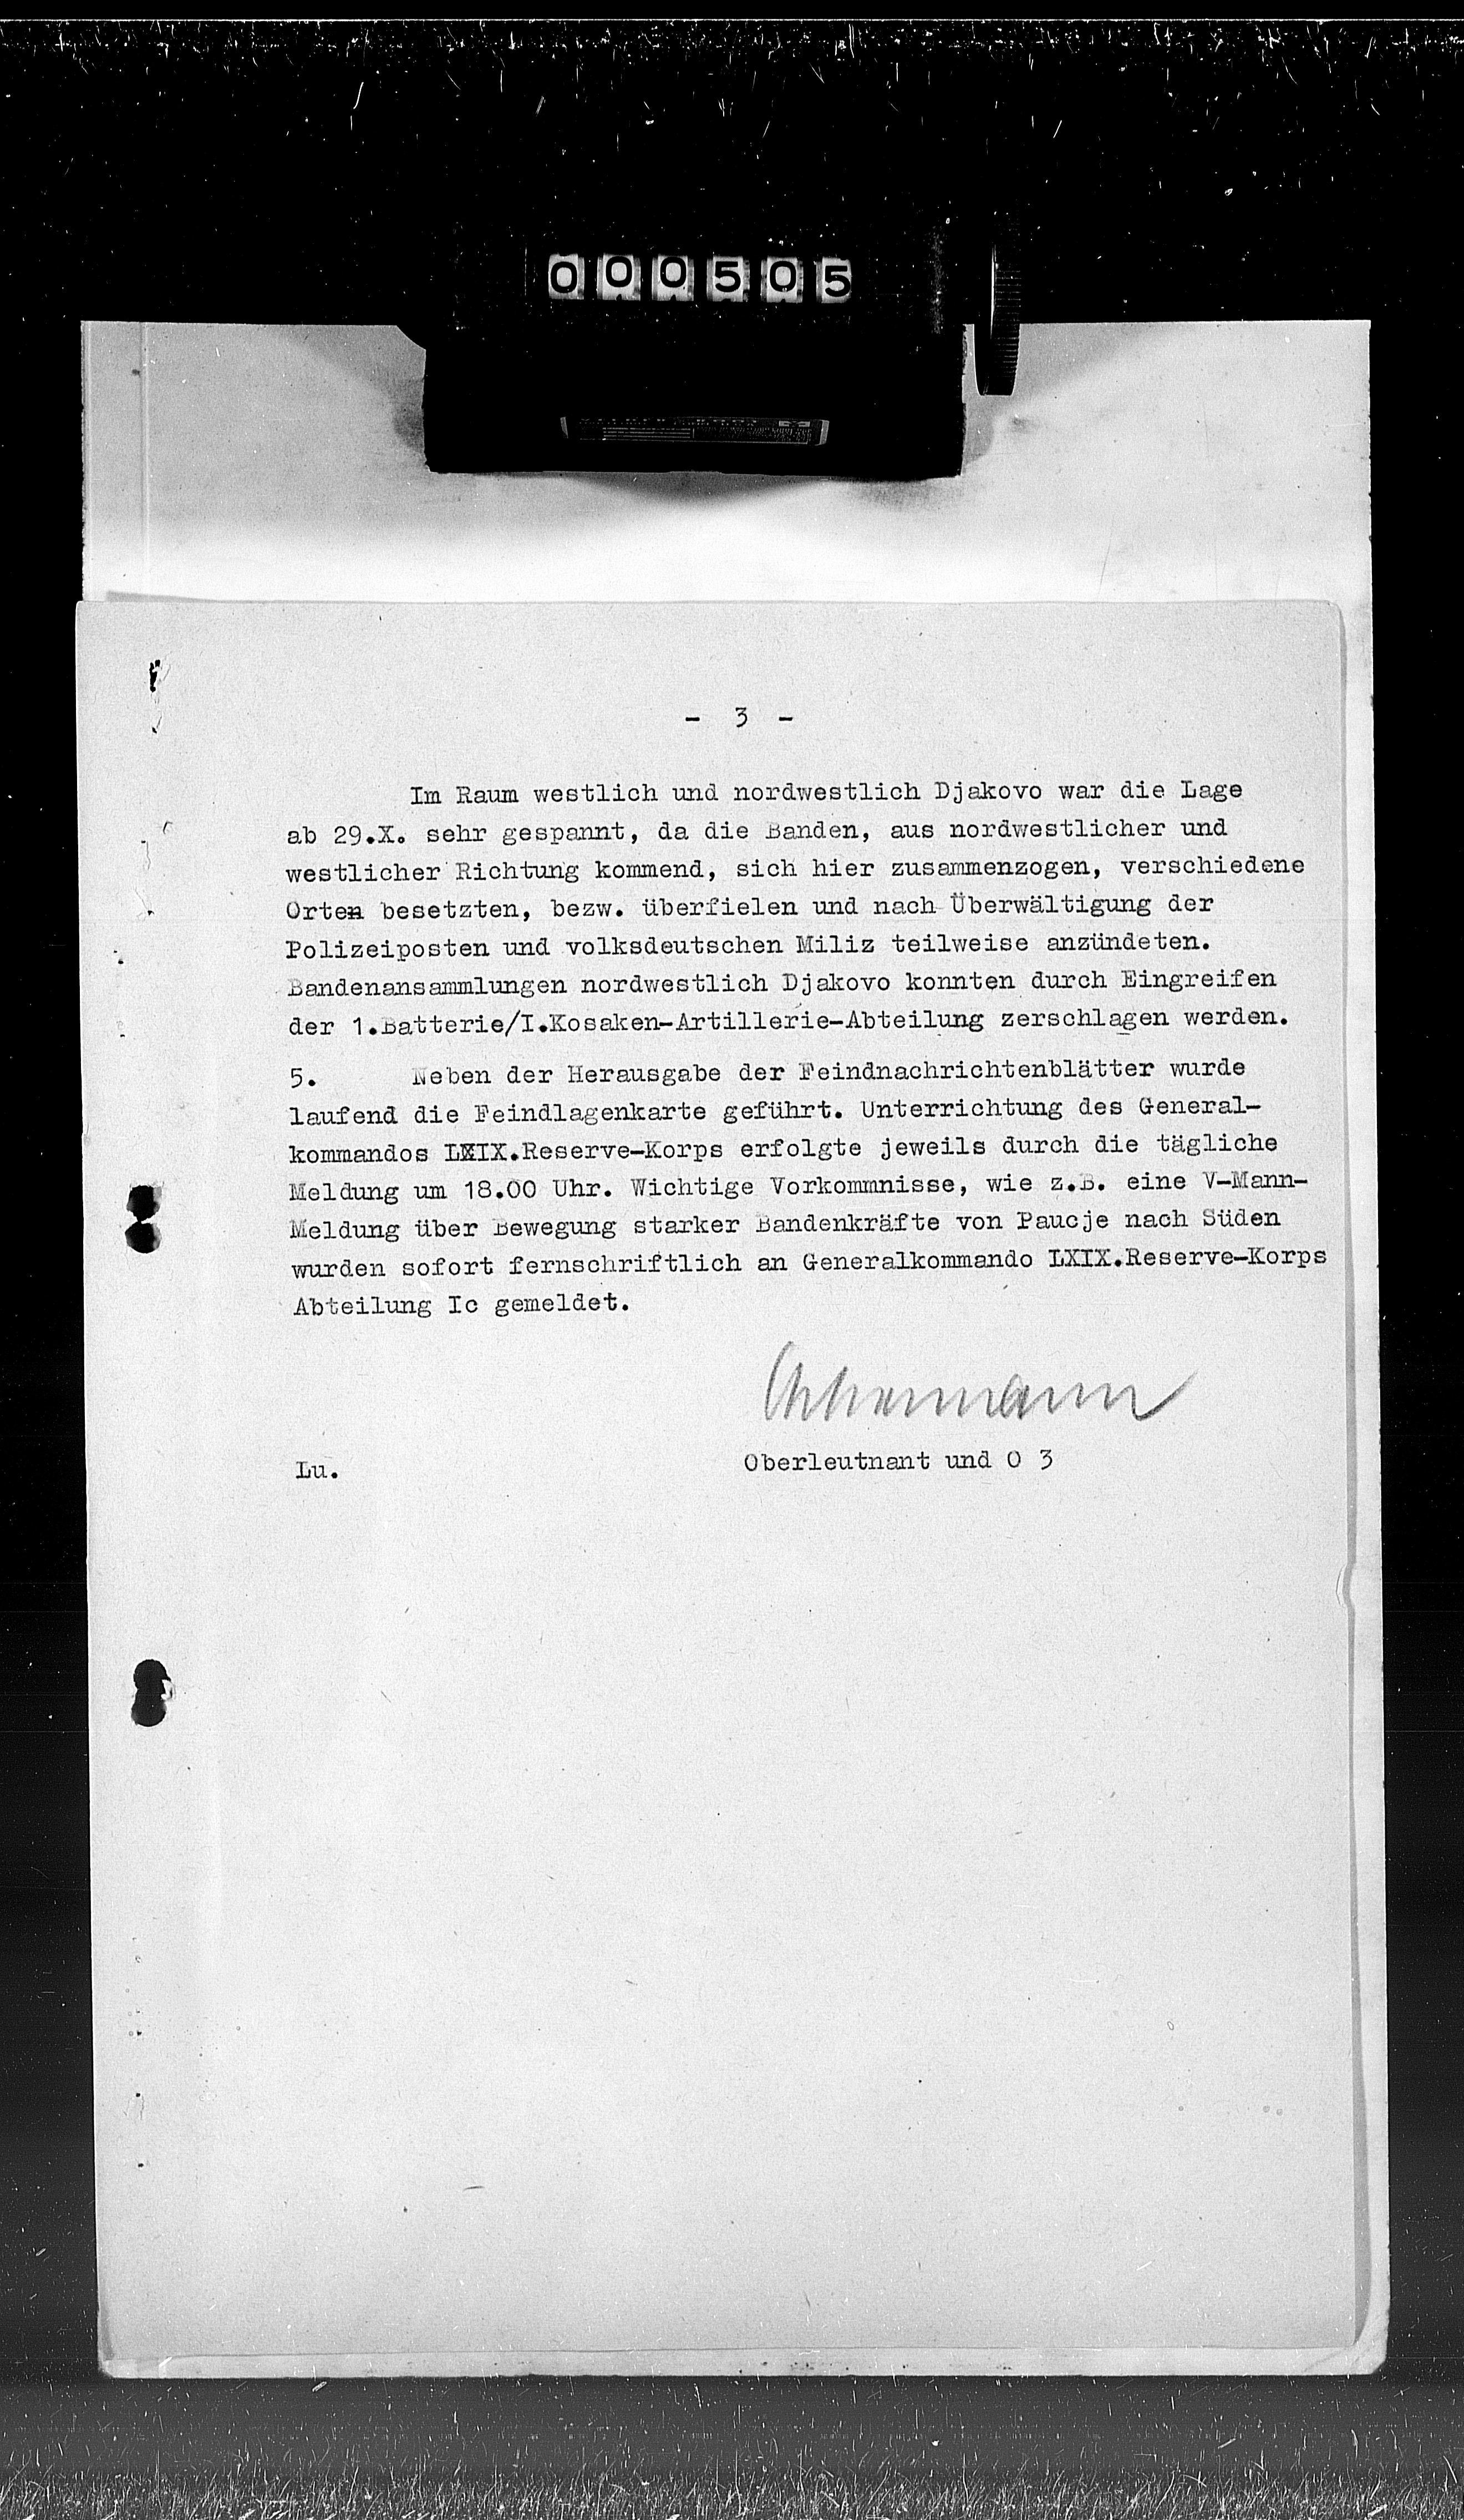 000505
- 3 -
Im Raum westlich und nordwestlich Djakovo war die Lage
ab 29.X. sehr gespannt, da die Banden, aus nordwestlicher und
westlicher Richtung kommend, sich hier zusammenzogen, verschiedene
Orten besetzten, bezw. überfielen und nach Überwältigung der
Polizeiposten und volksdeutschen Miliz teilweise anzündeten.
Bandenansammlungen nordwestlich Djakovo konnten durch Eingreifen
der 1.Batterie/I.Kosaken-Artillerie-Abteilung zerschlagen werden.
5. Neben der Herausgabe der Feindnachrichtenblätter wurde
laufend die Feindlagenkarte geführt. Unterrichtung des General-
kommandos LXIX.Reserve-Korps erfolgte jeweils durch die tägliche
Meldung um 18.00 Uhr. Wichtige Vorkommnisse, wie z.B. eine V-Mann-
Meldung über Bewegung starker Bandenkräfte von Paucje nach Süden
wurden sofort fernschriftlich an Generalkommando LXIX.Reserve-Korps
Abteilung Ic gemeldet.
Lu. Oberleutnant und O 3